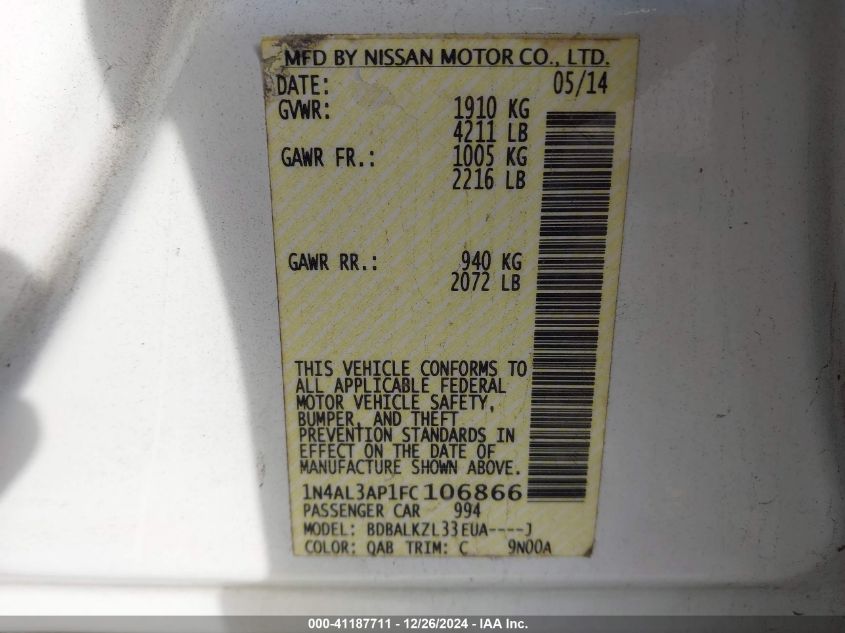 MFD BY NISSAN MOTOR CO., LTD.
DATE: 05/14
GVWR: 1910 KG
4211 LB
GAWR FR.: 1005 KG
2216 LB
GAWR RR.: 940 KG
2072 LB
THIS VEHICLE CONFORMS TO
ALL APPLICABLE FEDERAL
MOTOR VEHICLE SAFETY,
BUMPER, AND THEFT
PREVENTION STANDARDS IN
EFFECT ON THE DATE OF
MANUFACTURE SHOWN ABOVE.
1N4AL3AP1FC106866
PASSENGER CAR 994
MODEL: BDBALKZL33EUA----J
COLOR: QAB TRIM: C 9N00A
000-41187711 - 12/26/2024 - IAA Inc.